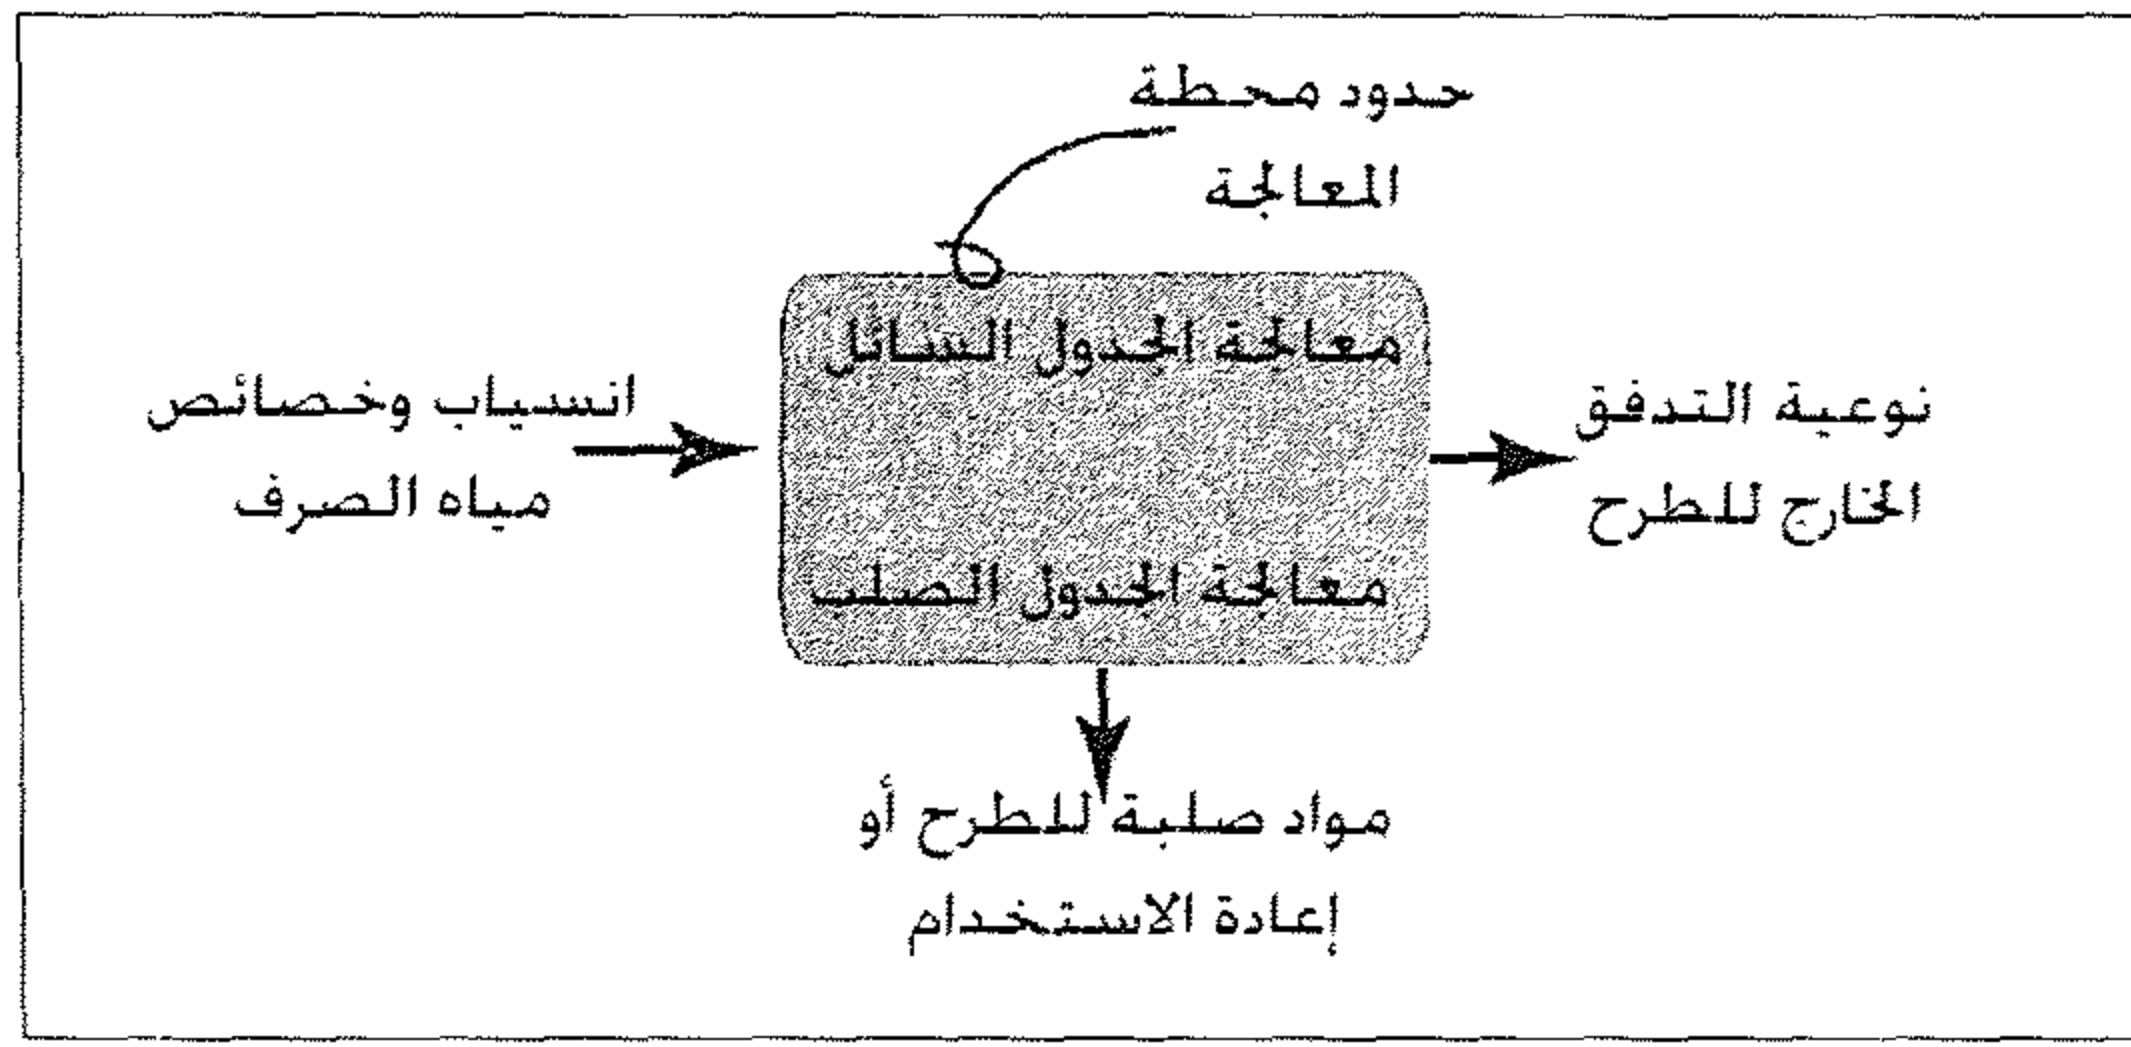 حدود محطة
المعالجة
معالجة الجدول السائل
انسياب وخصائص
مياه الصرف
نوعية التدفق
الخارج للطرح
معالجة الجدول الصلب
مواد صلبة للطرح أو
إعادة الاستخدام